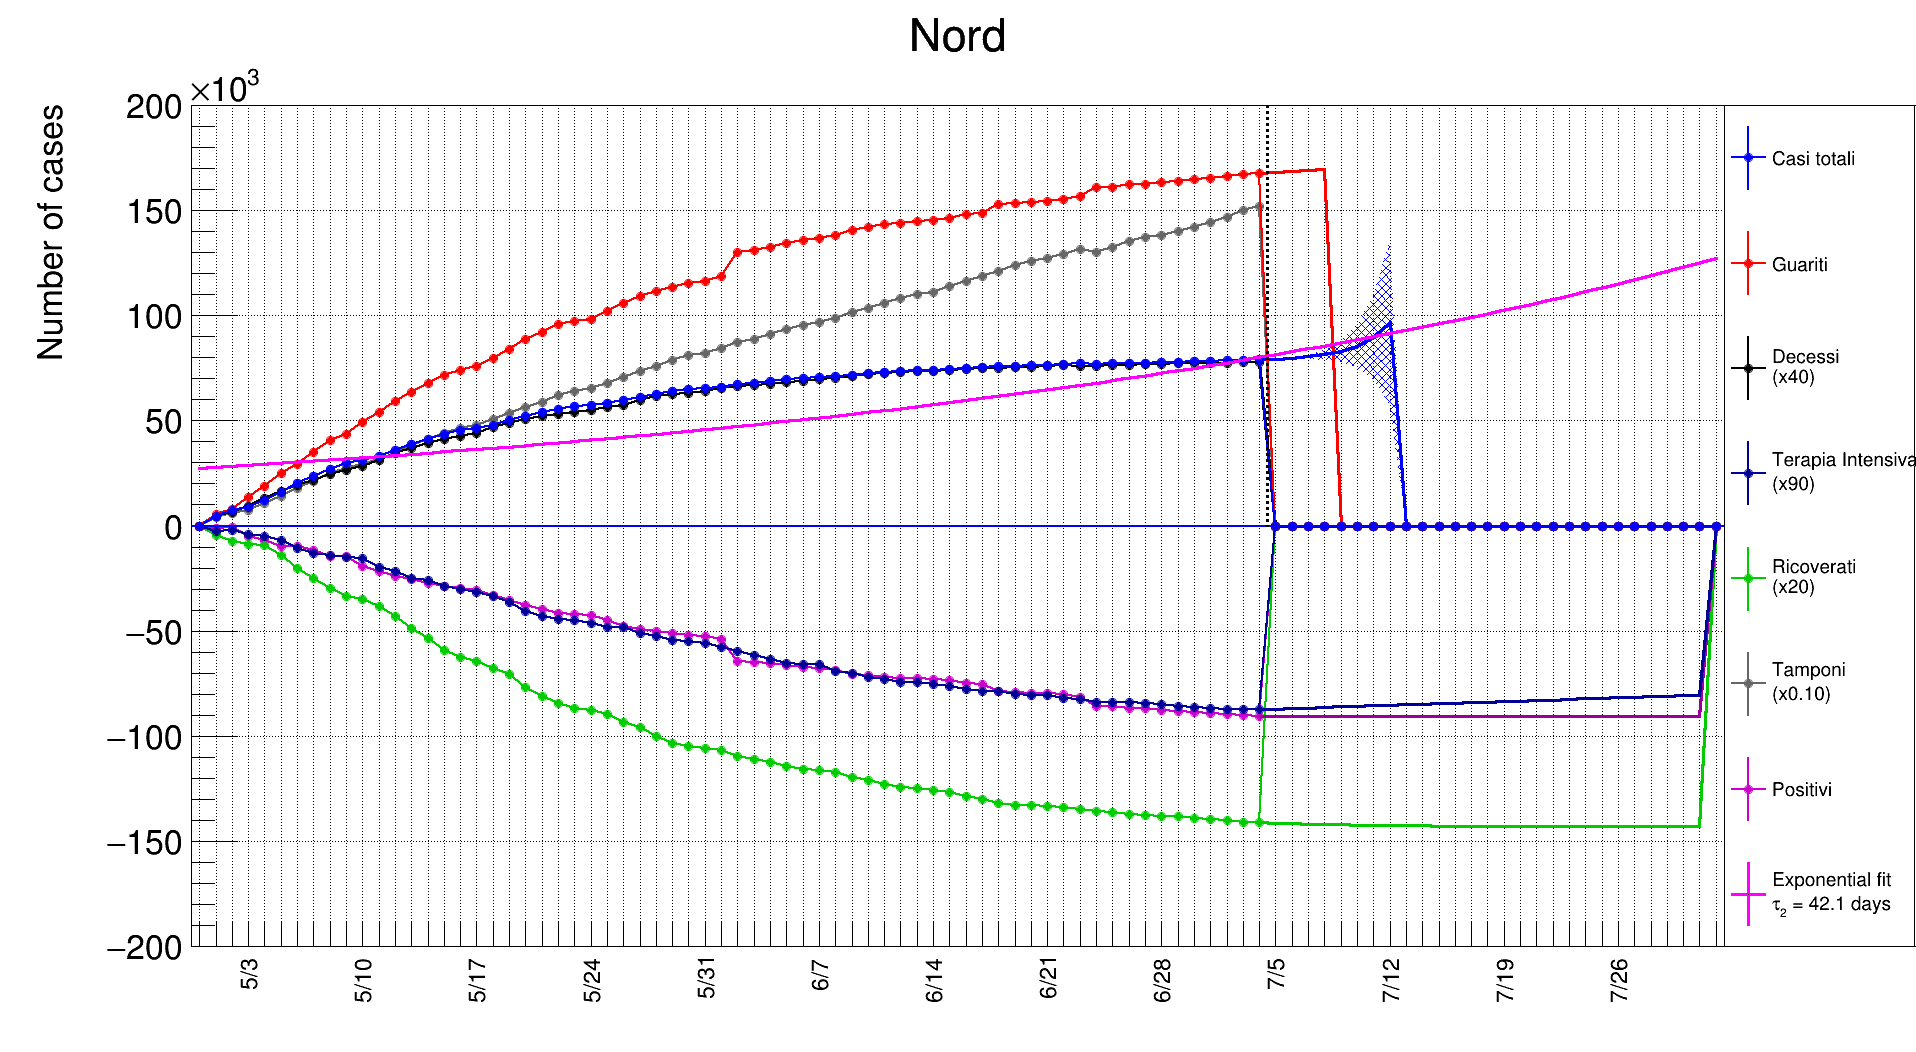 Nord
×10³
Number of cases
200
150
100
50
0
−50
−100
−150
−200
5/3
5/10
5/17
5/24
5/31
6/7
6/14
6/21
6/28
7/5
7/12
7/19
7/26
Casi totali
Guariti
Decessi
(x40)
Terapia Intensiva
(x90)
Ricoverati
(x20)
Tamponi
(x0.10)
Positivi
Exponential fit
τ₂ = 42.1 days